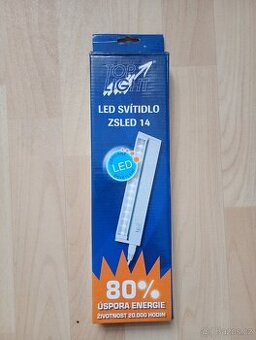 TOP
LIGHT
LED SVÍTIDLO
ZSLED 14
LED
80%
ÚSPORA ENERGIE
ŽIVOTNOST 20.000 HODIN